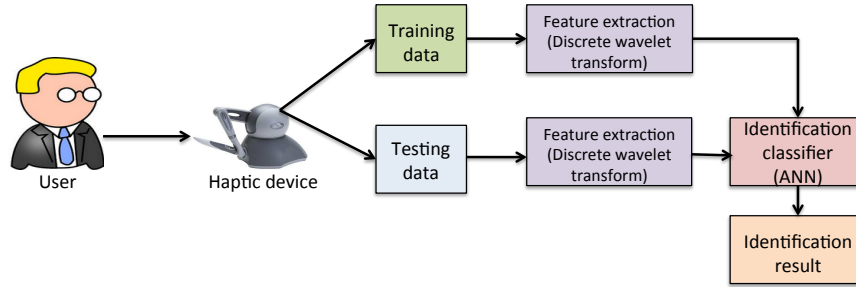 Training
data
Feature extraction
(Discrete wavelet
transform)
User
Haptic device
Testing
data
Feature extraction
(Discrete wavelet
transform)
Identification
classifier
(ANN)
Identification
result